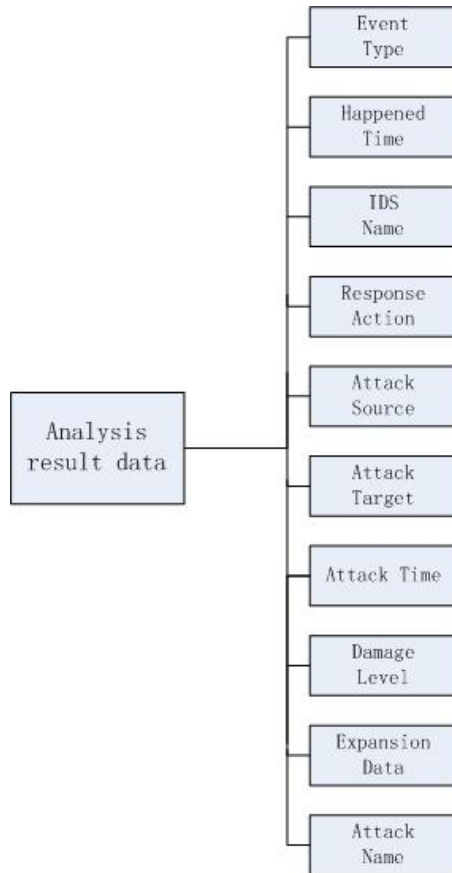 Event
Type
Happened
Time
IDS
Name
Response
Action
Attack
Source
Analysis
result data
Attack
Target
Attack Time
Damage
Level
Expansion
Data
Attack
Name